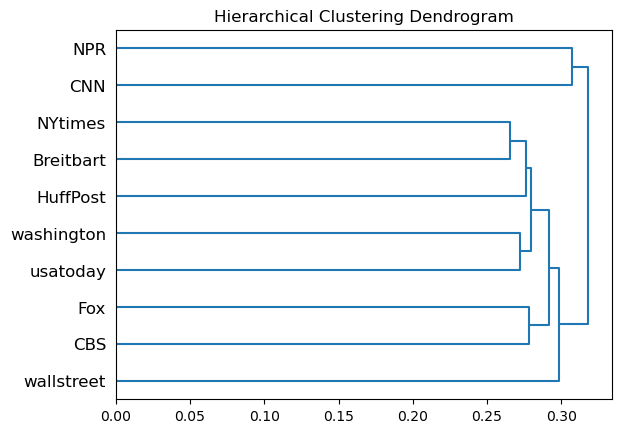 Hierarchical Clustering Dendrogram
NPR
CNN
NYtimes
Breitbart
HuffPost
washington
usatoday
Fox
CBS
wallstreet
0.00 0.05 0.10 0.15 0.20 0.25 0.30